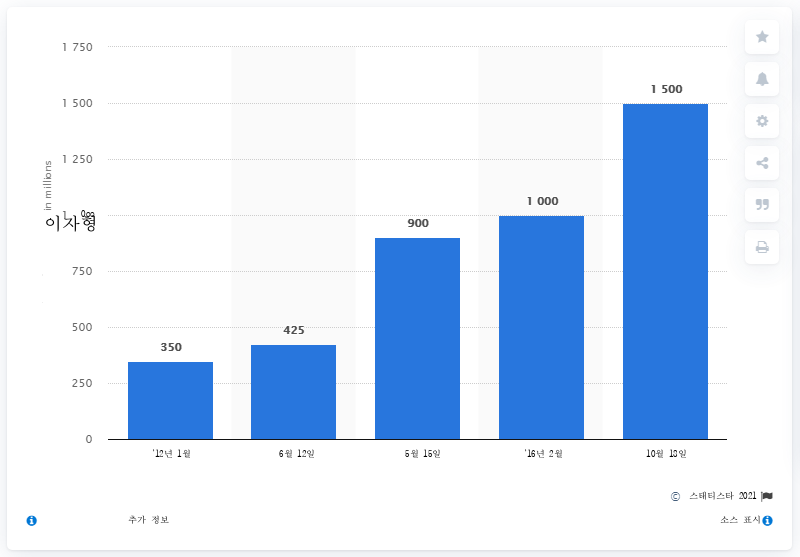 1 750
1 500
1 250
750
500
250
0
in millions
이자형
350
425
900
1 000
1 500
'12년 1월
6월 12일
5월 15일
'16년 2월
10월 18일
© 스태티스타 2021
추가 정보
소스 표시